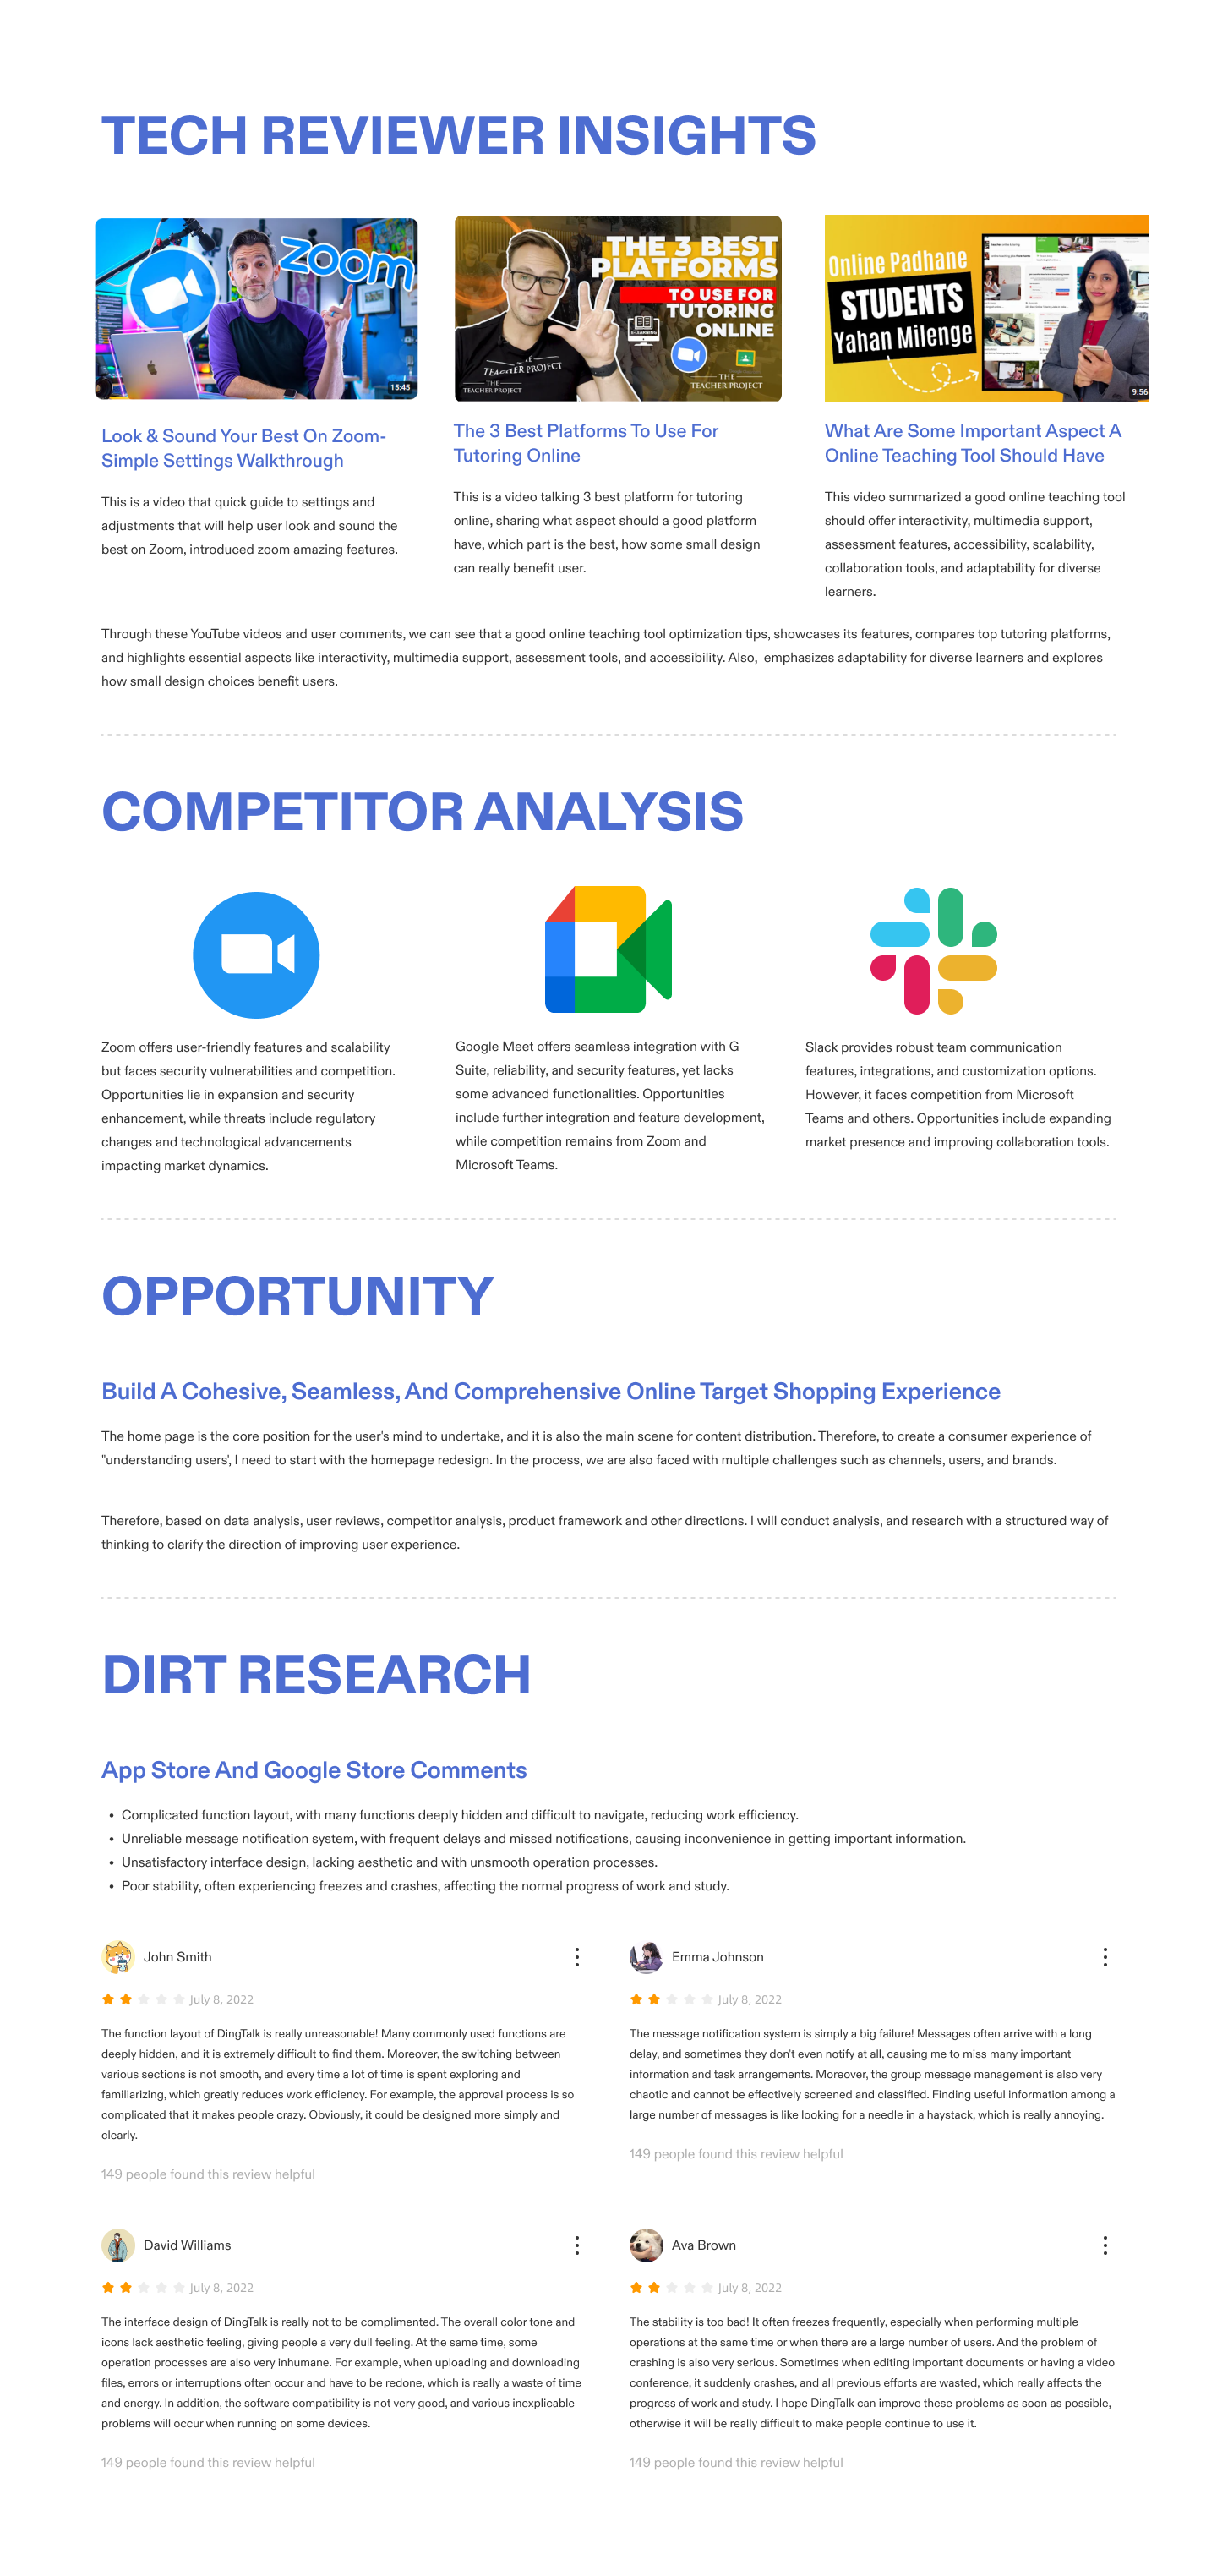 TECH REVIEWER INSIGHTS
zoom
15:45
THE 3 BEST
PLATFORMS
TO USE FOR
TUTORING
ONLINE
E-LEARNING
TEACHER PROJECT
THE
TEACHER PROJECT
THE
TEACHER PROJECT
Online Padhane
STUDENTS
Yahan Milenge
9:56
Look & Sound Your Best On Zoom-
Simple Settings Walkthrough
This is a video that quick guide to settings and
adjustments that will help user look and sound the
best on Zoom, introduced zoom amazing features.
The 3 Best Platforms To Use For
Tutoring Online
This is a video talking 3 best platform for tutoring
online, sharing what aspect should a good platform
have, which part is the best, how some small design
can really benefit user.
What Are Some Important Aspect A
Online Teaching Tool Should Have
This video summarized a good online teaching tool
should offer interactivity, multimedia support,
assessment features, accessibility, scalability,
collaboration tools, and adaptability for diverse
learners.
Through these YouTube videos and user comments, we can see that a good online teaching tool optimization tips, showcases its features, compares top tutoring platforms,
and highlights essential aspects like interactivity, multimedia support, assessment tools, and accessibility. Also,  emphasizes adaptability for diverse learners and explores
how small design choices benefit users.
COMPETITOR ANALYSIS
Zoom offers user-friendly features and scalability
but faces security vulnerabilities and competition.
Opportunities lie in expansion and security
enhancement, while threats include regulatory
changes and technological advancements
impacting market dynamics.
Google Meet offers seamless integration with G
Suite, reliability, and security features, yet lacks
some advanced functionalities. Opportunities
include further integration and feature development,
while competition remains from Zoom and
Microsoft Teams.
Slack provides robust team communication
features, integrations, and customization options.
However, it faces competition from Microsoft
Teams and others. Opportunities include expanding
market presence and improving collaboration tools.
OPPORTUNITY
Build A Cohesive, Seamless, And Comprehensive Online Target Shopping Experience
The home page is the core position for the user's mind to undertake, and it is also the main scene for content distribution. Therefore, to create a consumer experience of
"understanding users', I need to start with the homepage redesign. In the process, we are also faced with multiple challenges such as channels, users, and brands.
Therefore, based on data analysis, user reviews, competitor analysis, product framework and other directions. I will conduct analysis, and research with a structured way of
thinking to clarify the direction of improving user experience.
DIRT RESEARCH
App Store And Google Store Comments
• Complicated function layout, with many functions deeply hidden and difficult to navigate, reducing work efficiency.
• Unreliable message notification system, with frequent delays and missed notifications, causing inconvenience in getting important information.
• Unsatisfactory interface design, lacking aesthetic and with unsmooth operation processes.
• Poor stability, often experiencing freezes and crashes, affecting the normal progress of work and study.
John Smith
July 8, 2022
The function layout of DingTalk is really unreasonable! Many commonly used functions are
deeply hidden, and it is extremely difficult to find them. Moreover, the switching between
various sections is not smooth, and every time a lot of time is spent exploring and
familiarizing, which greatly reduces work efficiency. For example, the approval process is so
complicated that it makes people crazy. Obviously, it could be designed more simply and
clearly.
149 people found this review helpful
Emma Johnson
July 8, 2022
The message notification system is simply a big failure! Messages often arrive with a long
delay, and sometimes they don't even notify at all, causing me to miss many important
information and task arrangements. Moreover, the group message management is also very
chaotic and cannot be effectively screened and classified. Finding useful information among a
large number of messages is like looking for a needle in a haystack, which is really annoying.
149 people found this review helpful
David Williams
July 8, 2022
The interface design of DingTalk is really not to be complimented. The overall color tone and
icons lack aesthetic feeling, giving people a very dull feeling. At the same time, some
operation processes are also very inhumane. For example, when uploading and downloading
files, errors or interruptions often occur and have to be redone, which is really a waste of time
and energy. In addition, the software compatibility is not very good, and various inexplicable
problems will occur when running on some devices.
149 people found this review helpful
Ava Brown
July 8, 2022
The stability is too bad! It often freezes frequently, especially when performing multiple
operations at the same time or when there are a large number of users. And the problem of
crashing is also very serious. Sometimes when editing important documents or having a video
conference, it suddenly crashes, and all previous efforts are wasted, which really affects the
progress of work and study. I hope DingTalk can improve these problems as soon as possible,
otherwise it will be really difficult to make people continue to use it.
149 people found this review helpful